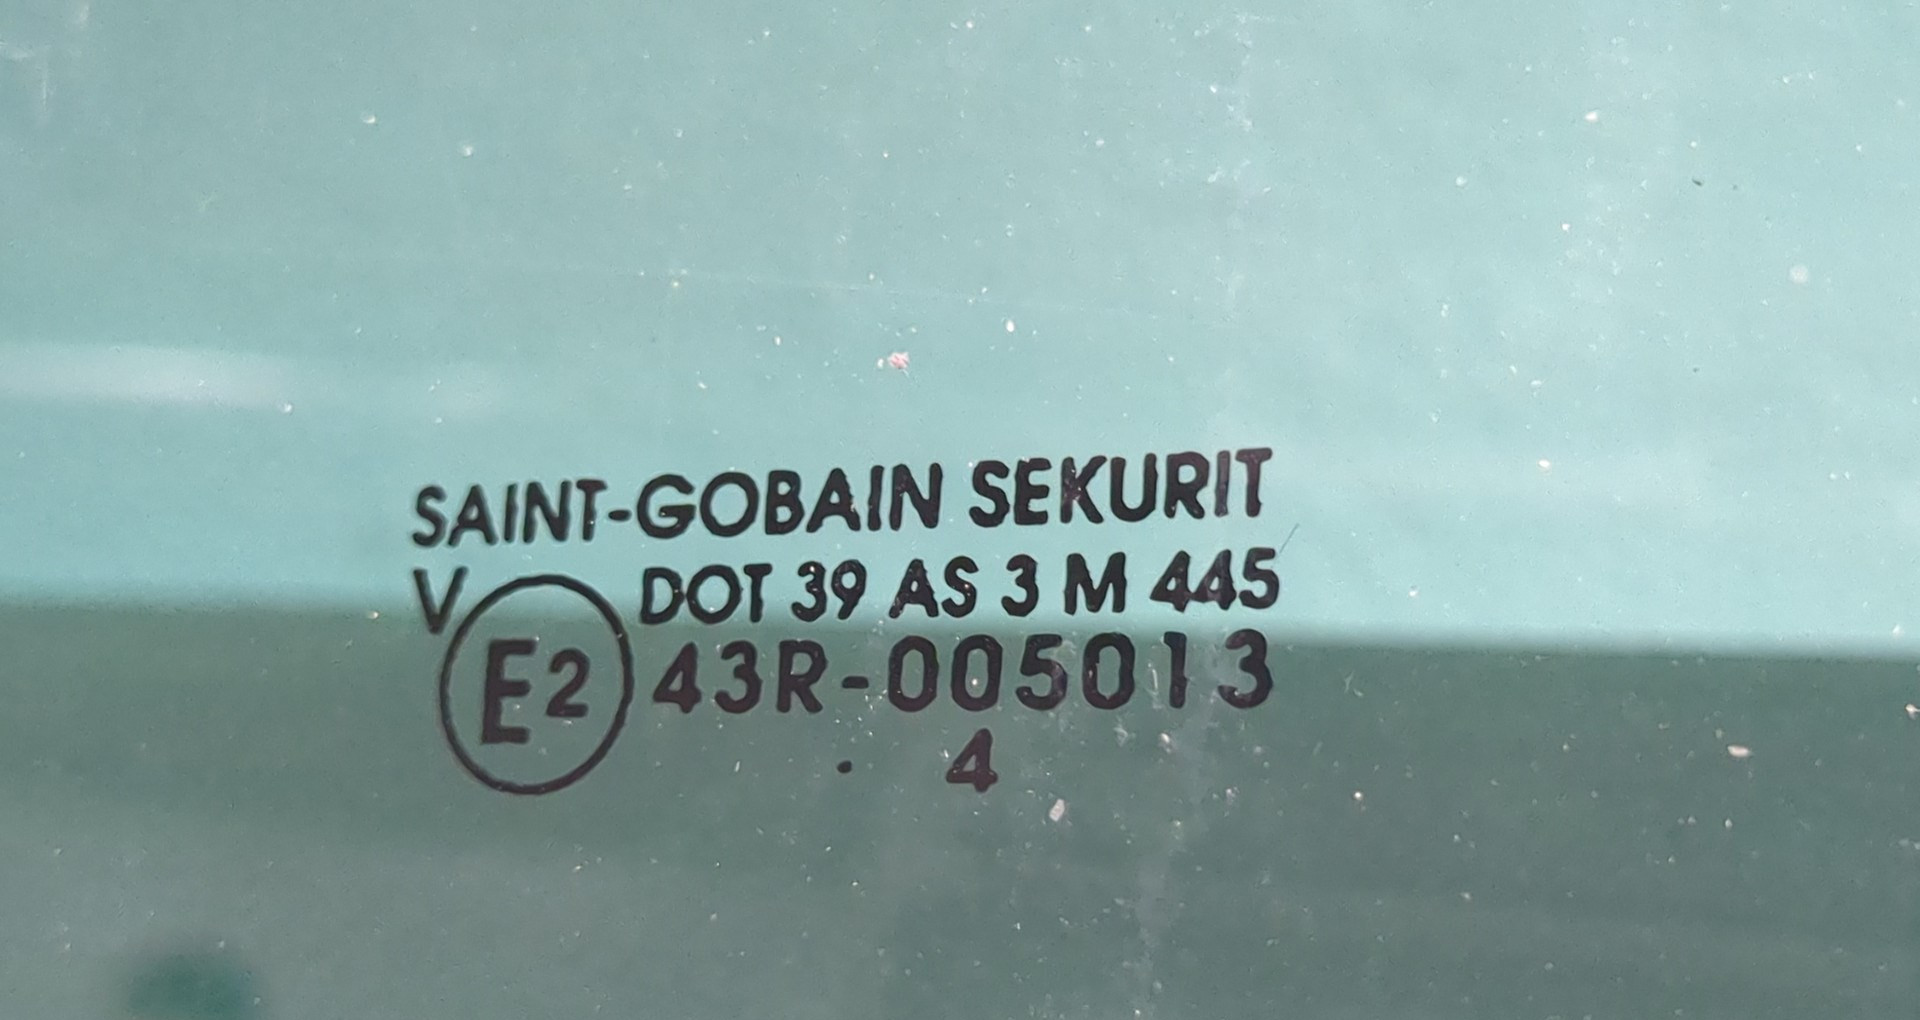 SAINT-GOBAIN SEKURIT
V DOT 39 AS 3 M 445
E2 43R-005013
. 4